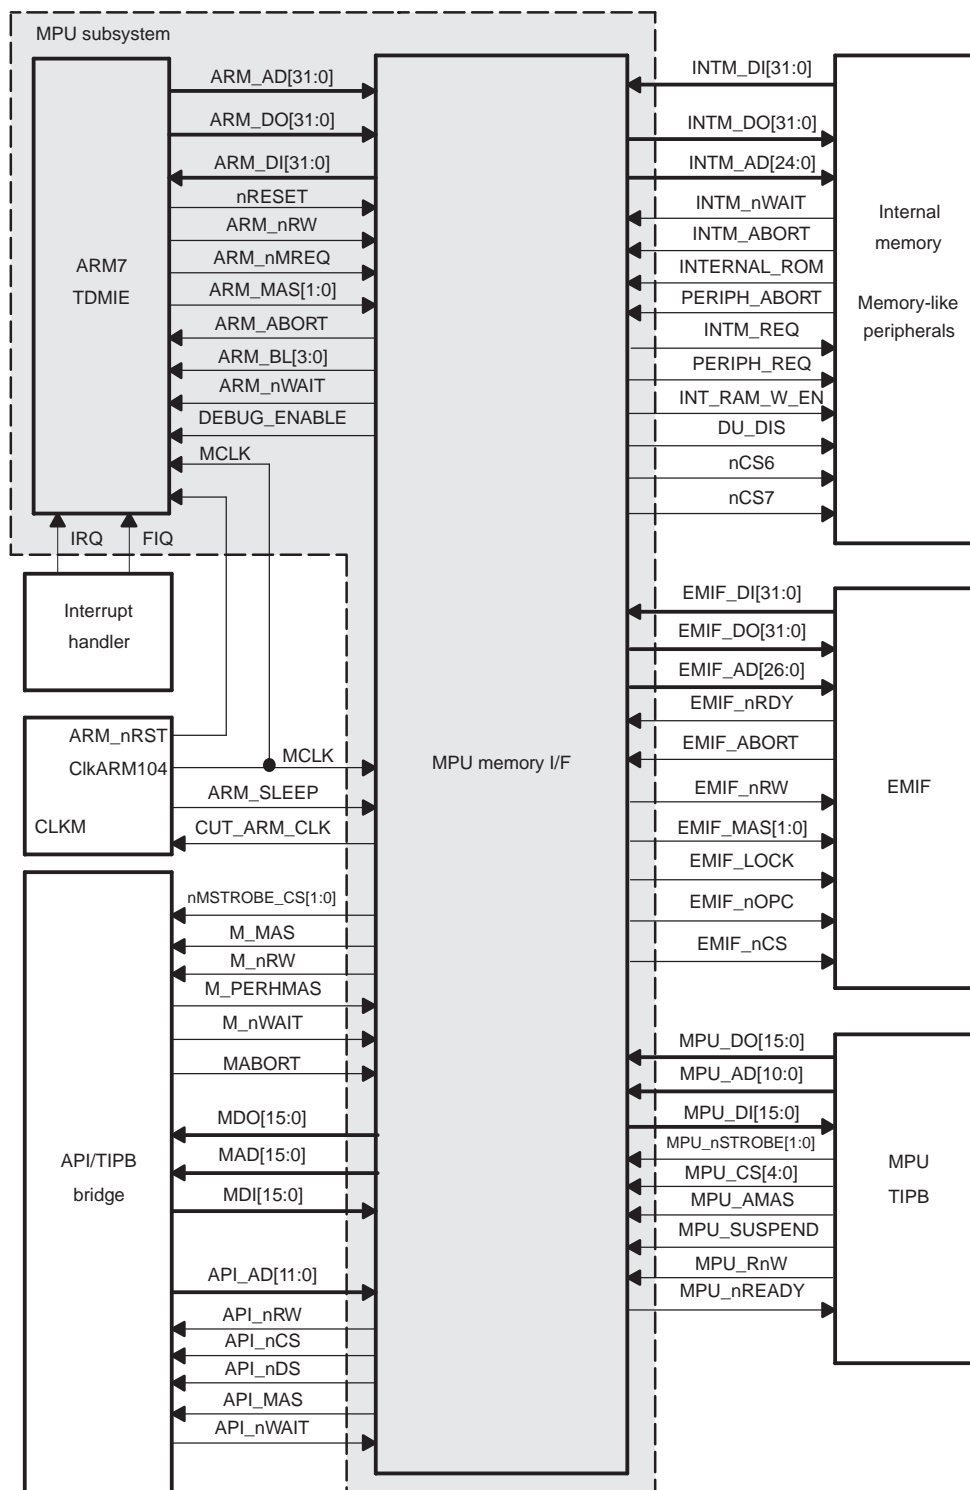 MPU subsystem
ARM7
TDMIE
ARM_AD[31:0]
ARM_DO[31:0]
ARM_DI[31:0]
nRESET
ARM_nRW
ARM_nMREQ
ARM_MAS[1:0]
ARM_ABORT
ARM_BL[3:0]
ARM_nWAIT
DEBUG_ENABLE
MCLK
IRQ
FIQ
Interrupt
handler
ARM_nRST
ClkARM104
CLKM
MCLK
ARM_SLEEP
CUT_ARM_CLK
API/TIPB
bridge
nMSTROBE_CS[1:0]
M_MAS
M_nRW
M_PERHMAS
M_nWAIT
MABORT
MDO[15:0]
MAD[15:0]
MDI[15:0]
API_AD[11:0]
API_nRW
API_nCS
API_nDS
API_MAS
API_nWAIT
MPU memory I/F
INTM_DI[31:0]
INTM_DO[31:0]
INTM_AD[24:0]
INTM_nWAIT
INTM_ABORT
INTERNAL_ROM
PERIPH_ABORT
INTM_REQ
PERIPH_REQ
INT_RAM_W_EN
DU_DIS
nCS6
nCS7
Internal
memory
Memory-like
peripherals
EMIF_DI[31:0]
EMIF_DO[31:0]
EMIF_AD[26:0]
EMIF_nRDY
EMIF_ABORT
EMIF_nRW
EMIF_MAS[1:0]
EMIF_LOCK
EMIF_nOPC
EMIF_nCS
EMIF
MPU_DO[15:0]
MPU_AD[10:0]
MPU_DI[15:0]
MPU_nSTROBE[1:0]
MPU_CS[4:0]
MPU_AMAS
MPU_SUSPEND
MPU_RnW
MPU_nREADY
MPU
TIPB